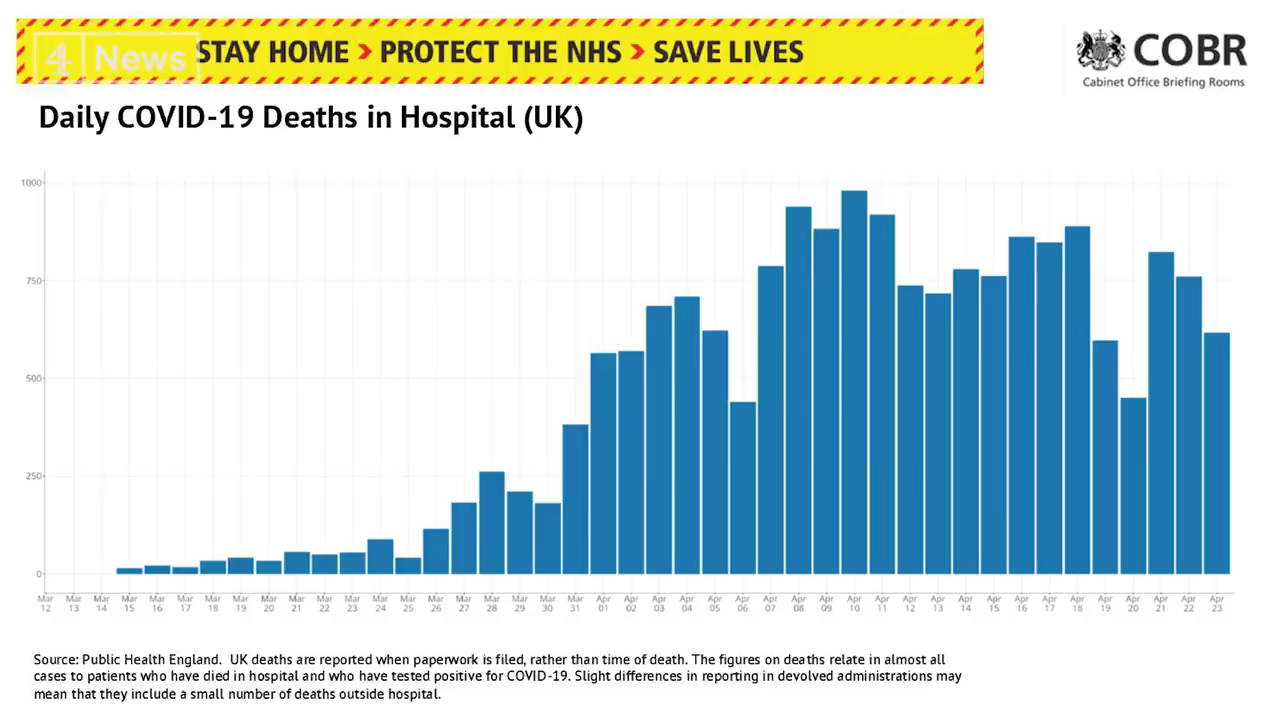 4 News STAY HOME > PROTECT THE NHS > SAVE LIVES
COBR
Cabinet Office Briefing Rooms
Daily COVID-19 Deaths in Hospital (UK)
1000
750
500
250
0
Mar Mar Mar Mar Mar Mar Mar Mar Mar Mar Mar Mar Mar Mar Mar Mar Mar Mar Mar Mar Apr Apr Apr Apr Apr Apr Apr Apr Apr Apr Apr Apr Apr Apr Apr Apr Apr Apr Apr Apr Apr Apr Apr
12 13 14 15 16 17 18 19 20 21 22 23 24 25 26 27 28 29 30 31 01 02 03 04 05 06 07 08 09 10 11 12 13 14 15 16 17 18 19 20 21 22 23
Source: Public Health England. UK deaths are reported when paperwork is filed, rather than time of death. The figures on deaths relate in almost all
cases to patients who have died in hospital and who have tested positive for COVID-19. Slight differences in reporting in devolved administrations may
mean that they include a small number of deaths outside hospital.